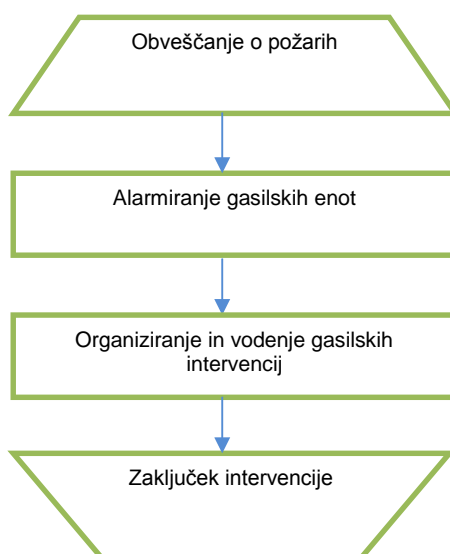 Obveščanje o požarih
Alarmiranje gasilskih enot
Organiziranje in vodenje gasilskih
intervencij
Zaključek intervencije